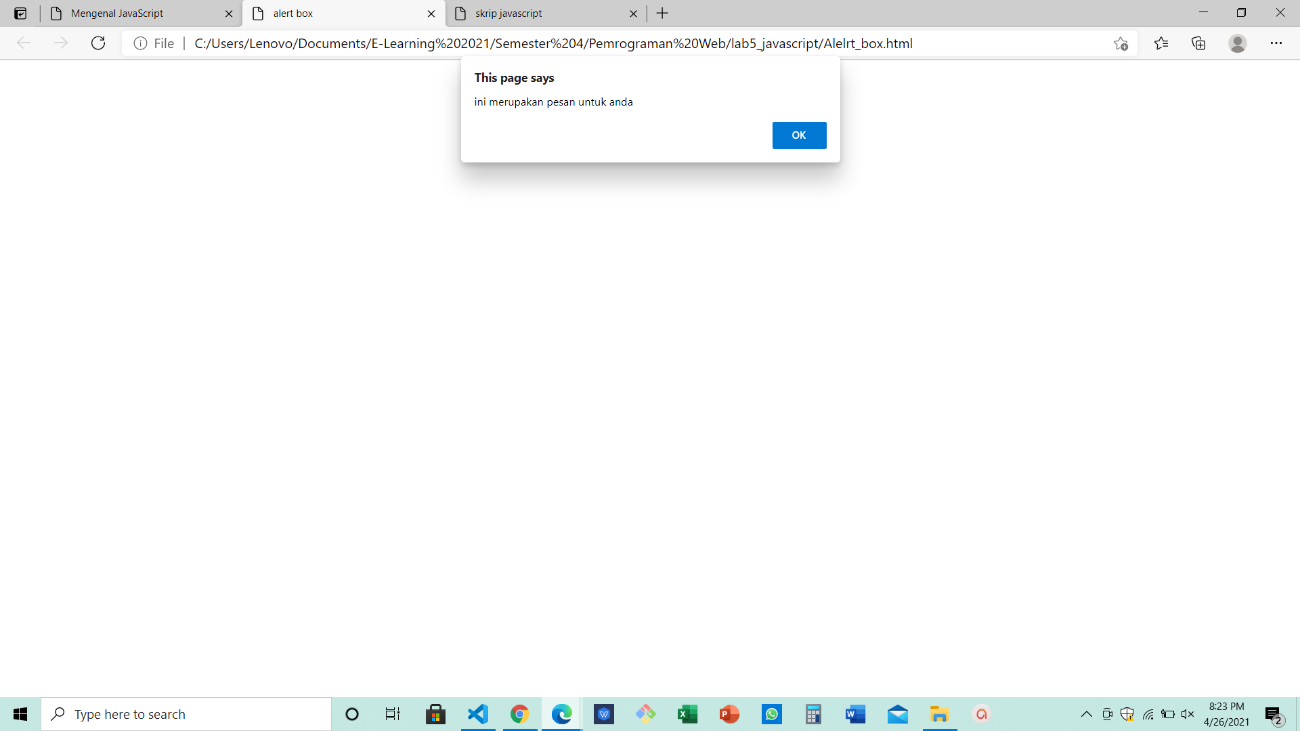 Mengenal JavaScript
alert box
skrip javascript
File | C:/Users/Lenovo/Documents/E-Learning%202021/Semester%204/Pemrograman%20Web/lab5_javascript/Alelrt_box.html
This page says
ini merupakan pesan untuk anda
OK
Type here to search
8:23 PM
4/26/2021
2